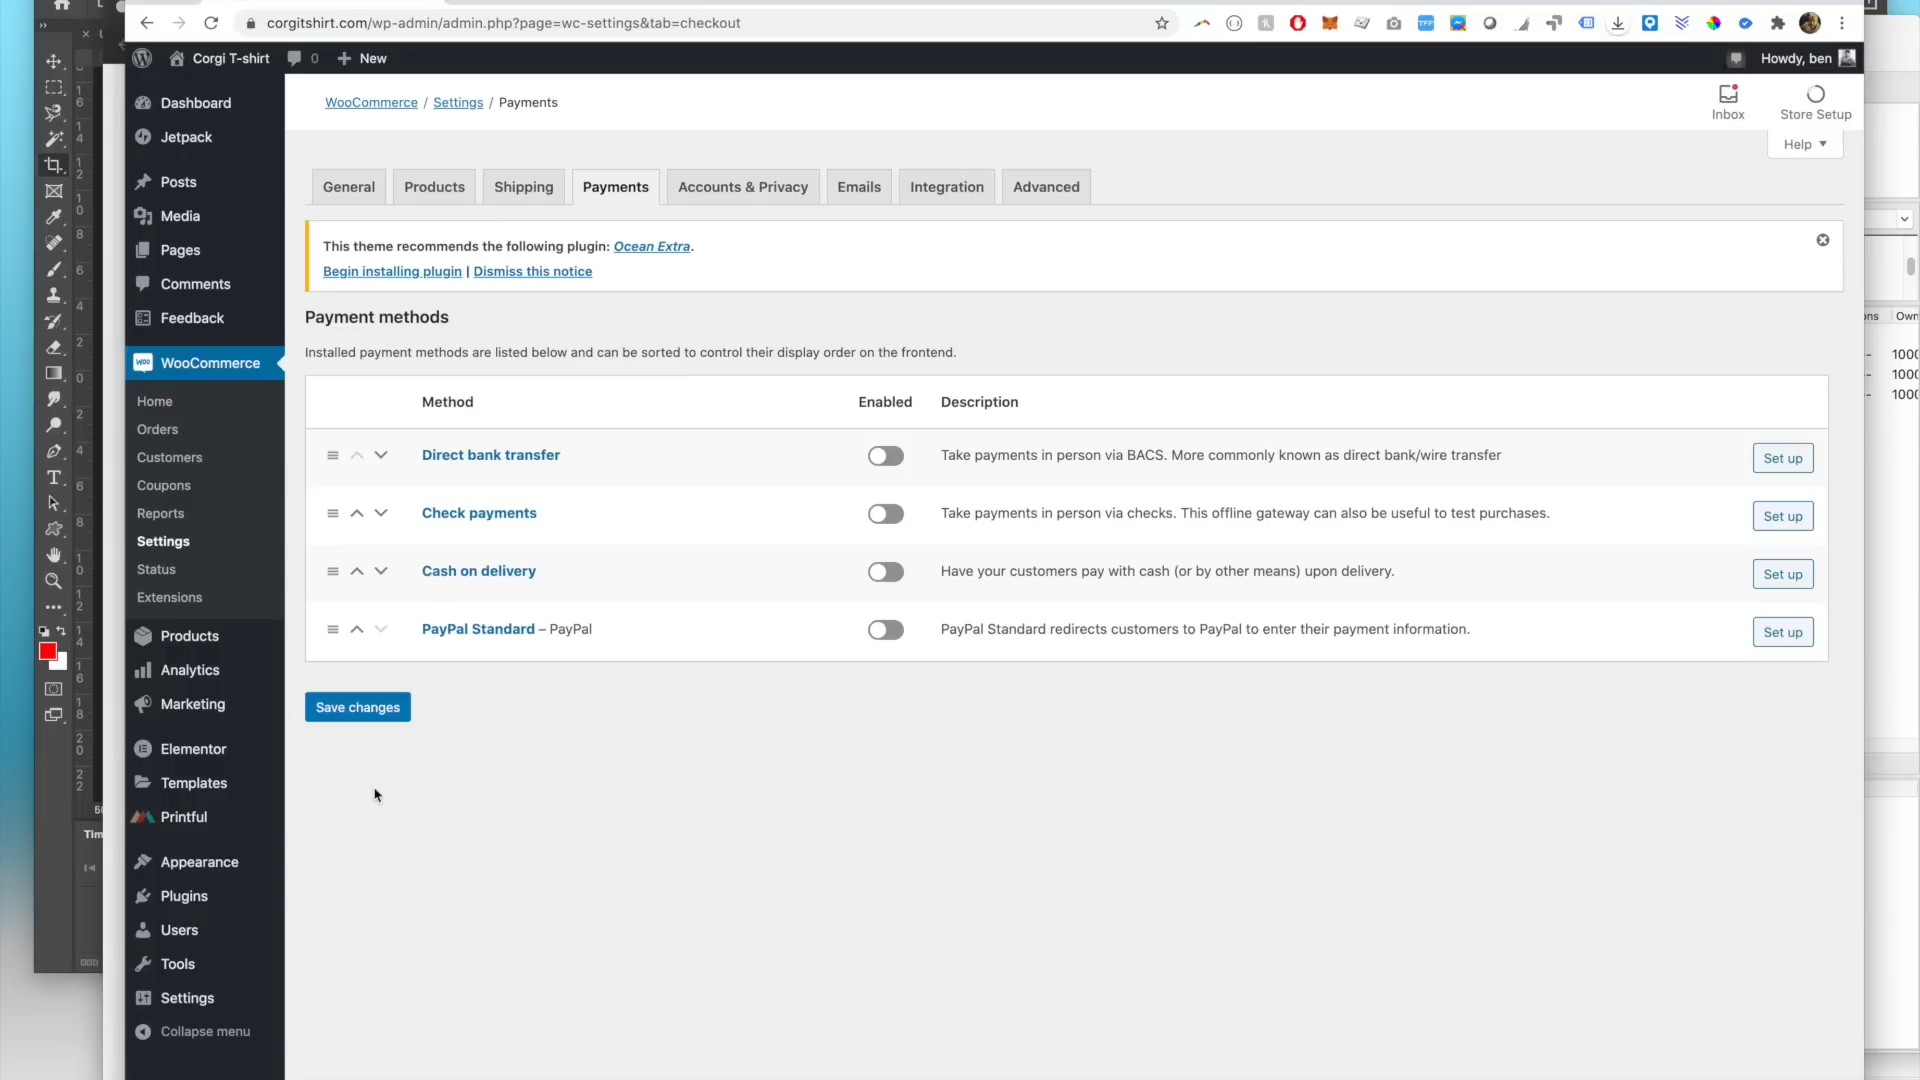 corgitshirt.com/wp-admin/admin.php?page=wc-settings&tab=checkout
Corgi T-shirt
0
New
Howdy, ben
Dashboard
Jetpack
Posts
Media
Pages
Comments
Feedback
WooCommerce
Home
Orders
Customers
Coupons
Reports
Settings
Status
Extensions
Products
Analytics
Marketing
Elementor
Templates
Printful
Appearance
Plugins
Users
Tools
Settings
Collapse menu
WooCommerce / Settings / Payments
Inbox
Store Setup
Help
General
Products
Shipping
Payments
Accounts & Privacy
Emails
Integration
Advanced
This theme recommends the following plugin: Ocean Extra.
Begin installing plugin | Dismiss this notice
Payment methods
Installed payment methods are listed below and can be sorted to control their display order on the frontend.
Method
Enabled
Description
Direct bank transfer
Take payments in person via BACS. More commonly known as direct bank/wire transfer
Set up
Check payments
Take payments in person via checks. This offline gateway can also be useful to test purchases.
Set up
Cash on delivery
Have your customers pay with cash (or by other means) upon delivery.
Set up
PayPal Standard – PayPal
PayPal Standard redirects customers to PayPal to enter their payment information.
Set up
Save changes